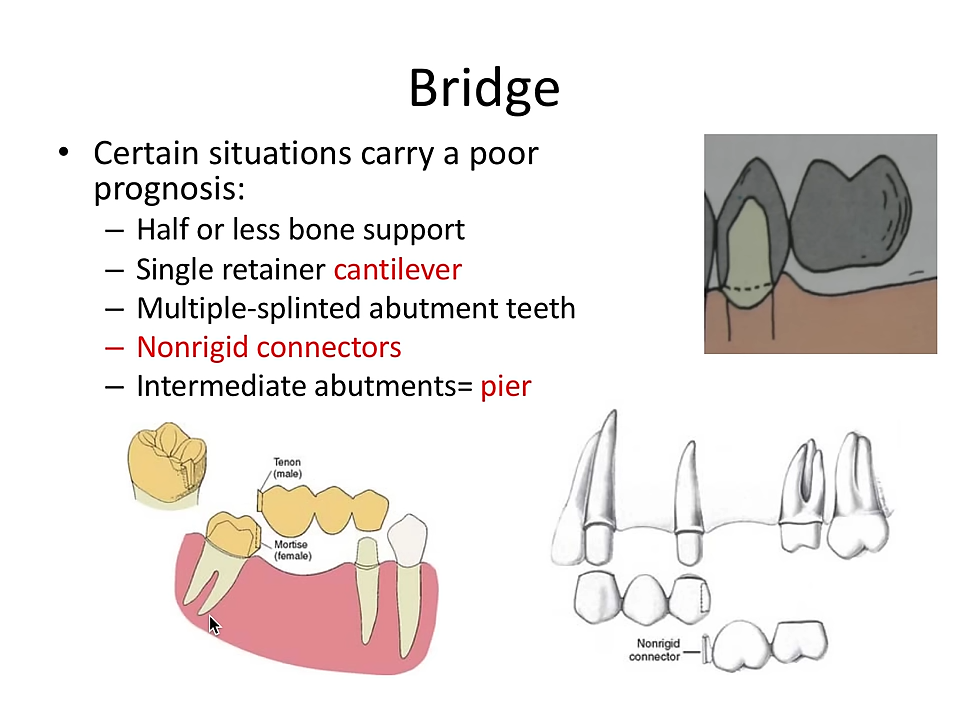 Bridge
• Certain situations carry a poor
prognosis:
– Half or less bone support
– Single retainer cantilever
– Multiple-splinted abutment teeth
– Nonrigid connectors
– Intermediate abutments= pier
Tenon
(male)
Mortise
(female)
Nonrigid
connector